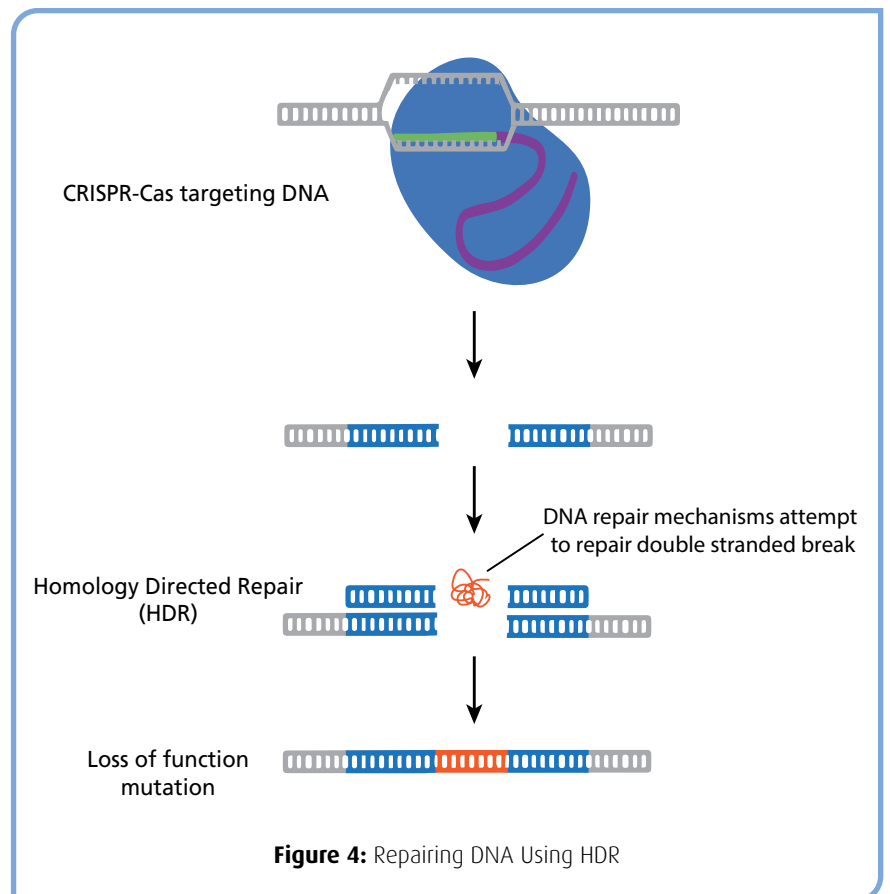 CRISPR-Cas targeting DNA
DNA repair mechanisms attempt
to repair double stranded break
Homology Directed Repair
(HDR)
Loss of function
mutation
Figure 4: Repairing DNA Using HDR